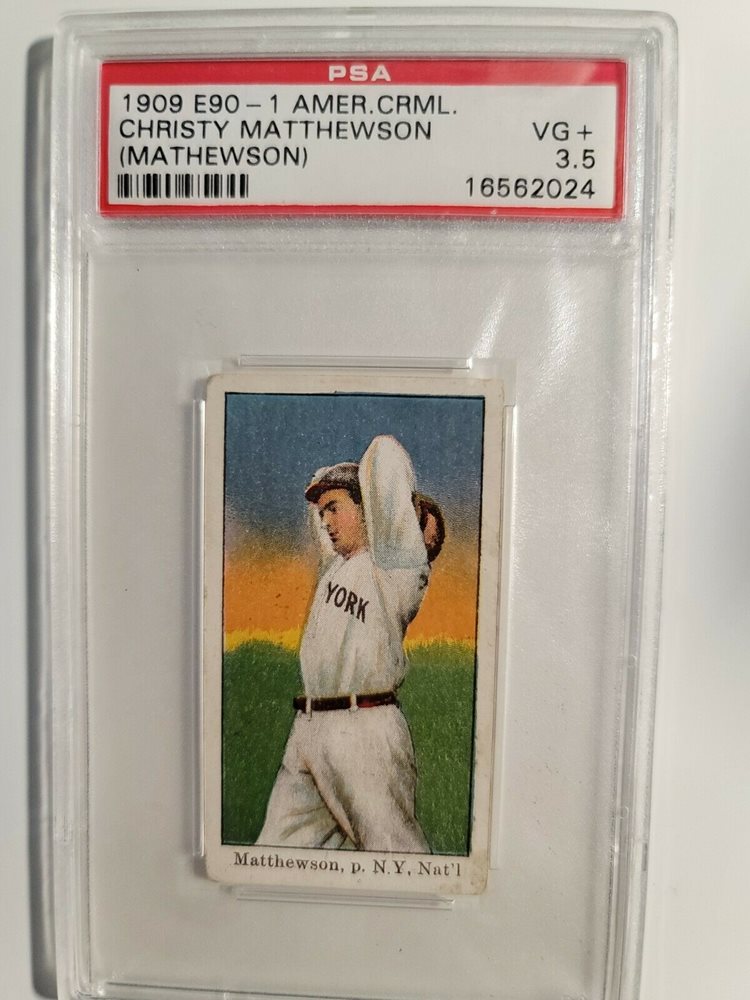 PSA
1909 E90-1 AMER.CRML.
CHRISTY MATTHEWSON VG+
(MATHEWSON) 3.5
16562024
YORK
Matthewson, p. N.Y, Nat'l